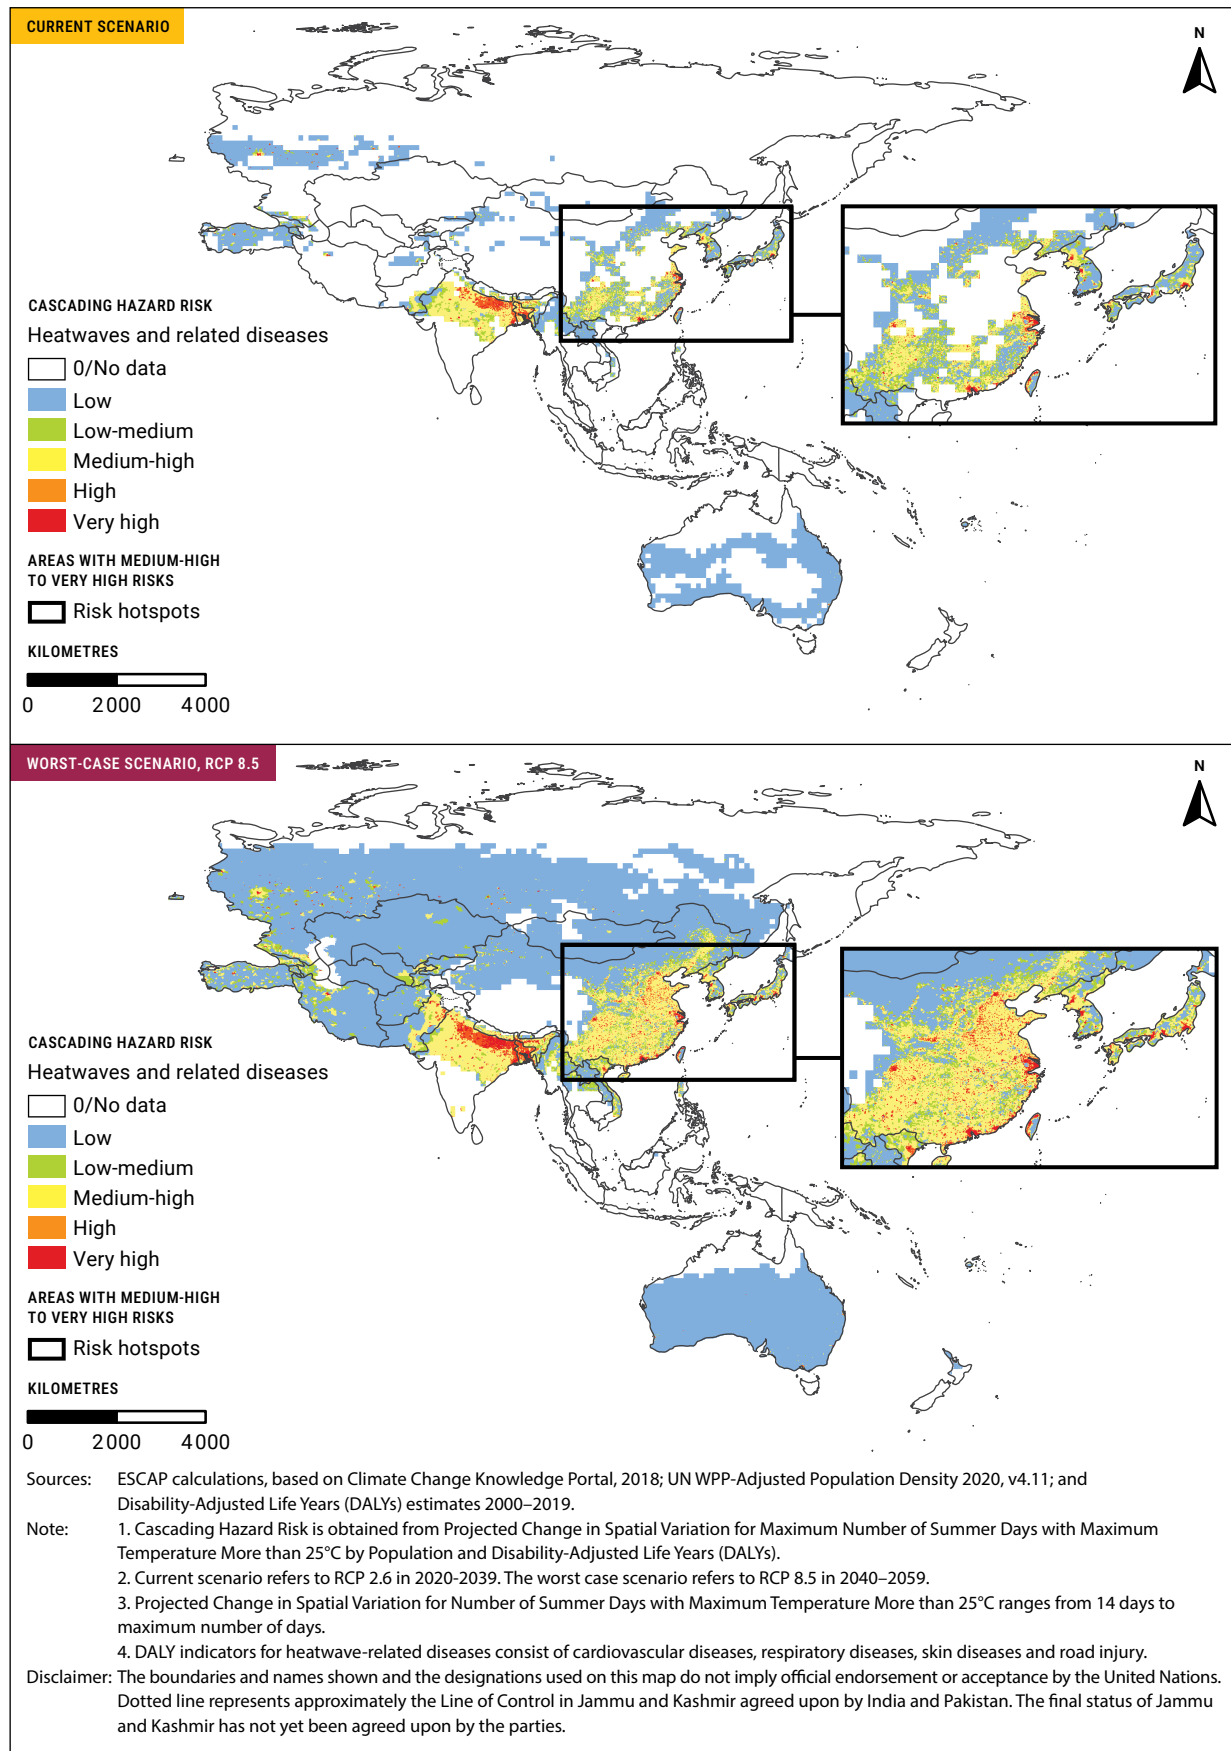 CURRENT SCENARIO
N
CASCADING HAZARD RISK
Heatwaves and related diseases
0/No data
Low
Low-medium
Medium-high
High
Very high
AREAS WITH MEDIUM-HIGH
TO VERY HIGH RISKS
Risk hotspots
KILOMETRES
0 2 000 4 000
WORST-CASE SCENARIO, RCP 8.5
N
CASCADING HAZARD RISK
Heatwaves and related diseases
0/No data
Low
Low-medium
Medium-high
High
Very high
AREAS WITH MEDIUM-HIGH
TO VERY HIGH RISKS
Risk hotspots
KILOMETRES
0 2 000 4 000
Sources: ESCAP calculations, based on Climate Change Knowledge Portal, 2018; UN WPP-Adjusted Population Density 2020, v4.11; and
Disability-Adjusted Life Years (DALYs) estimates 2000–2019.
Note: 1. Cascading Hazard Risk is obtained from Projected Change in Spatial Variation for Maximum Number of Summer Days with Maximum
Temperature More than 25°C by Population and Disability-Adjusted Life Years (DALYs).
2. Current scenario refers to RCP 2.6 in 2020-2039. The worst case scenario refers to RCP 8.5 in 2040–2059.
3. Projected Change in Spatial Variation for Number of Summer Days with Maximum Temperature More than 25°C ranges from 14 days to
maximum number of days.
4. DALY indicators for heatwave-related diseases consist of cardiovascular diseases, respiratory diseases, skin diseases and road injury.
Disclaimer: The boundaries and names shown and the designations used on this map do not imply official endorsement or acceptance by the United Nations.
Dotted line represents approximately the Line of Control in Jammu and Kashmir agreed upon by India and Pakistan. The final status of Jammu
and Kashmir has not yet been agreed upon by the parties.